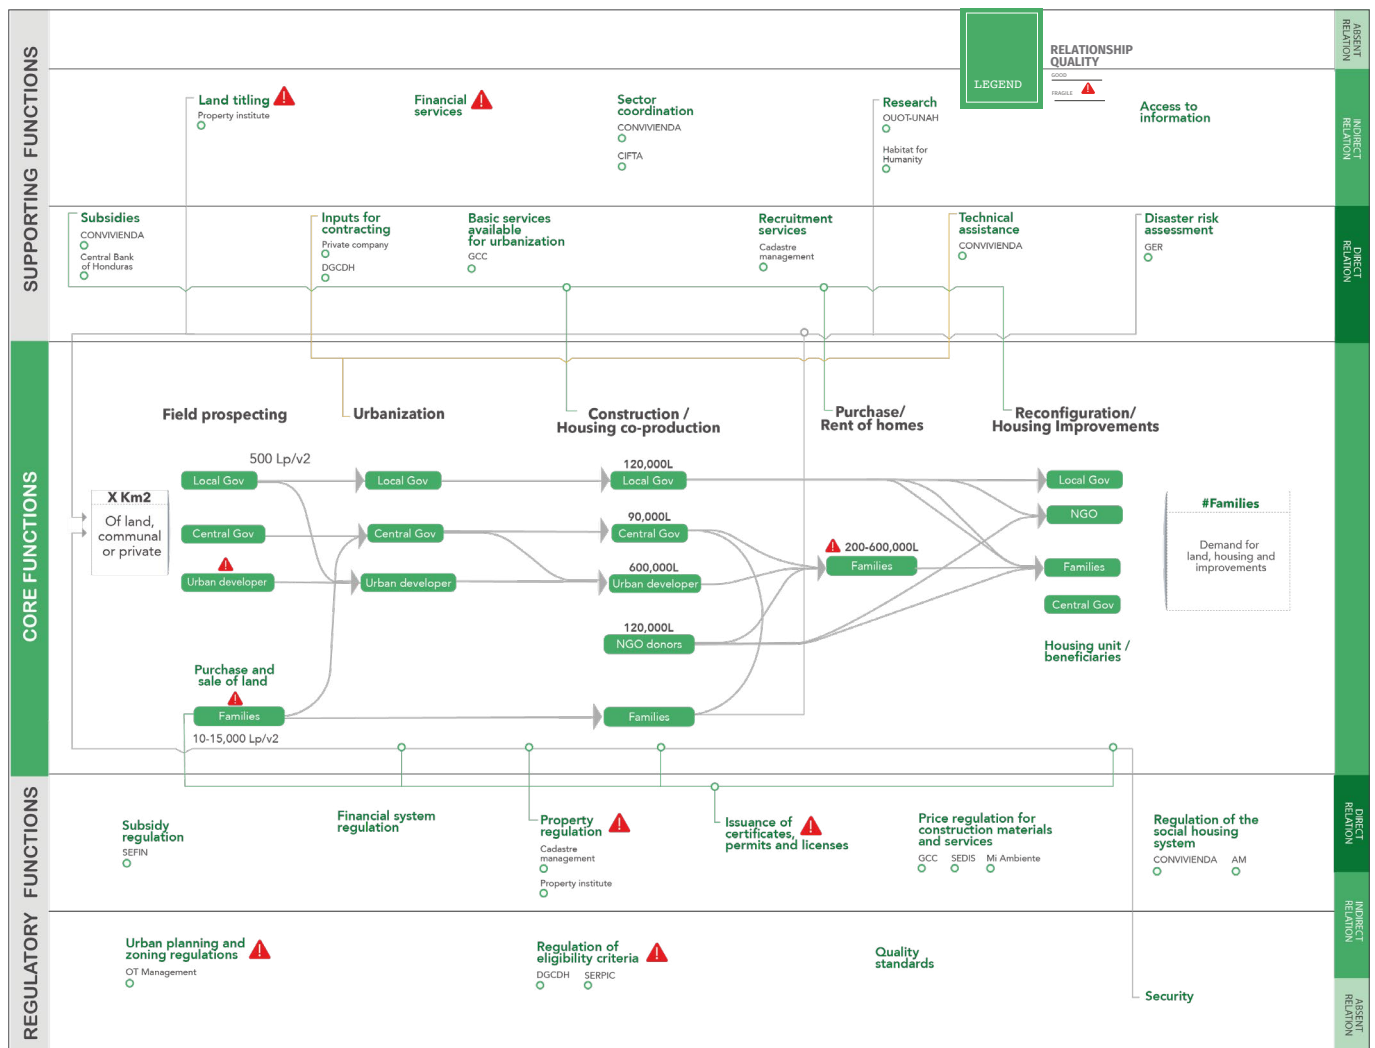 SUPPORTING FUNCTIONS
CORE FUNCTIONS
REGULATORY FUNCTIONS
ABSENT
RELATION
INDIRECT
RELATION
DIRECT
RELATION
DIRECT
RELATION
INDIRECT
RELATION
ABSENT
RELATION
LEGEND
RELATIONSHIP
QUALITY
GOOD
FRAGILE
Land titling
Property institute
Financial
services
Sector
coordination
CONVIVIENDA
CIFTA
Research
OUOT-UNAH
Habitat for
Humanity
Access to
information
Subsidies
CONVIVIENDA
Central Bank
of Honduras
Inputs for
contracting
Private company
DGCDH
Basic services
available
for urbanization
GCC
Recruitment
services
Cadastre
management
Technical
assistance
CONVIVIENDA
Disaster risk
assessment
GER
Field prospecting
Urbanization
Construction /
Housing co-production
Purchase/
Rent of homes
Reconfiguration/
Housing Improvements
X Km2
Of land,
communal
or private
500 Lp/v2
Local Gov
Central Gov
Urban developer
Purchase and
sale of land
Families
10-15,000 Lp/v2
Local Gov
Central Gov
Urban developer
120,000L
Local Gov
90,000L
Central Gov
600,000L
Urban developer
120,000L
NGO donors
Families
200-600,000L
Families
Local Gov
NGO
Families
Central Gov
Housing unit /
beneficiaries
#Families
Demand for
land, housing and
improvements
Subsidy
regulation
SEFIN
Financial system
regulation
Property
regulation
Cadastre
management
Property institute
Issuance of
certificates,
permits and licenses
Price regulation for
construction materials
and services
GCC SEDIS Mi Ambiente
Regulation of the
social housing
system
CONVIVIENDA AM
Urban planning and
zoning regulations
OT Management
Regulation of
eligibility criteria
DGCDH SERPIC
Quality
standards
Security